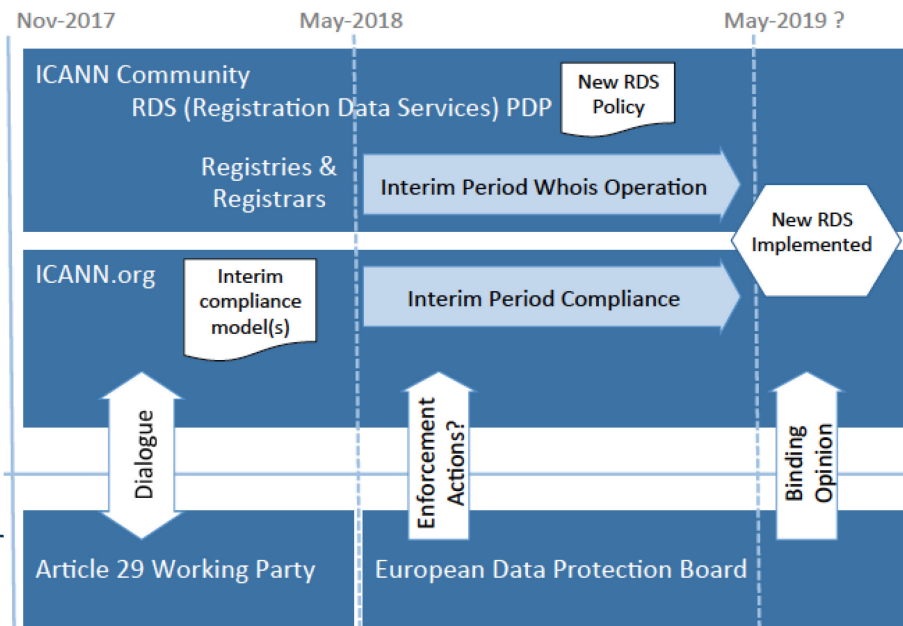 Nov-2017
May-2018
May-2019 ?
ICANN Community
RDS (Registration Data Services) PDP
New RDS
Policy
Registries &
Registrars
Interim Period Whois Operation
New RDS
Implemented
ICANN.org
Interim
compliance
model(s)
Interim Period Compliance
Dialogue
Enforcement
Actions?
Binding
Opinion
Article 29 Working Party
European Data Protection Board